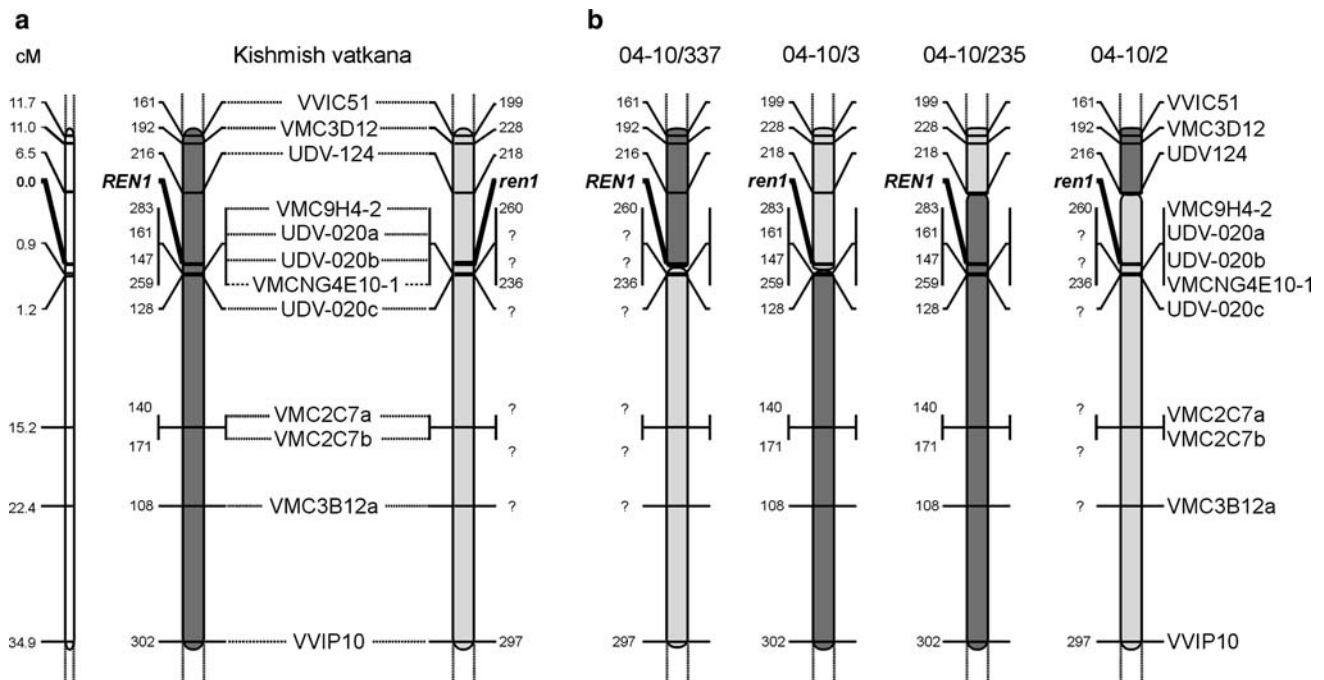 a b
cM Kishmish vatkana 04-10/337 04-10/3 04-10/235 04-10/2
11.7 161 VVIC51 199 161 199 199 161 VVIC51
11.0 192 VMC3D12 228 192 228 228 192 VMC3D12
6.5 216 UDV-124 218 216 218 218 216 UDV124
0.0 REN1 ren1 REN1 ren1 REN1 ren1
283 VMC9H4-2 260 260 283 283 260 VMC9H4-2
161 UDV-020a ? ? 161 161 ? UDV-020a
0.9
147 UDV-020b ? ? 147 147 ? UDV-020b
259 VMCNG4E10-1 236 236 259 259 236 VMCNG4E10-1
1.2 128 UDV-020c ? ? 128 128 ? UDV-020c
140 VMC2C7a ? ? 140 140 ? VMC2C7a
15.2
171 VMC2C7b ? ? 171 171 ? VMC2C7b
22.4 108 VMC3B12a ? ? 108 108 ? VMC3B12a
34.9 302 VVIP10 297 297 302 302 297 VVIP10